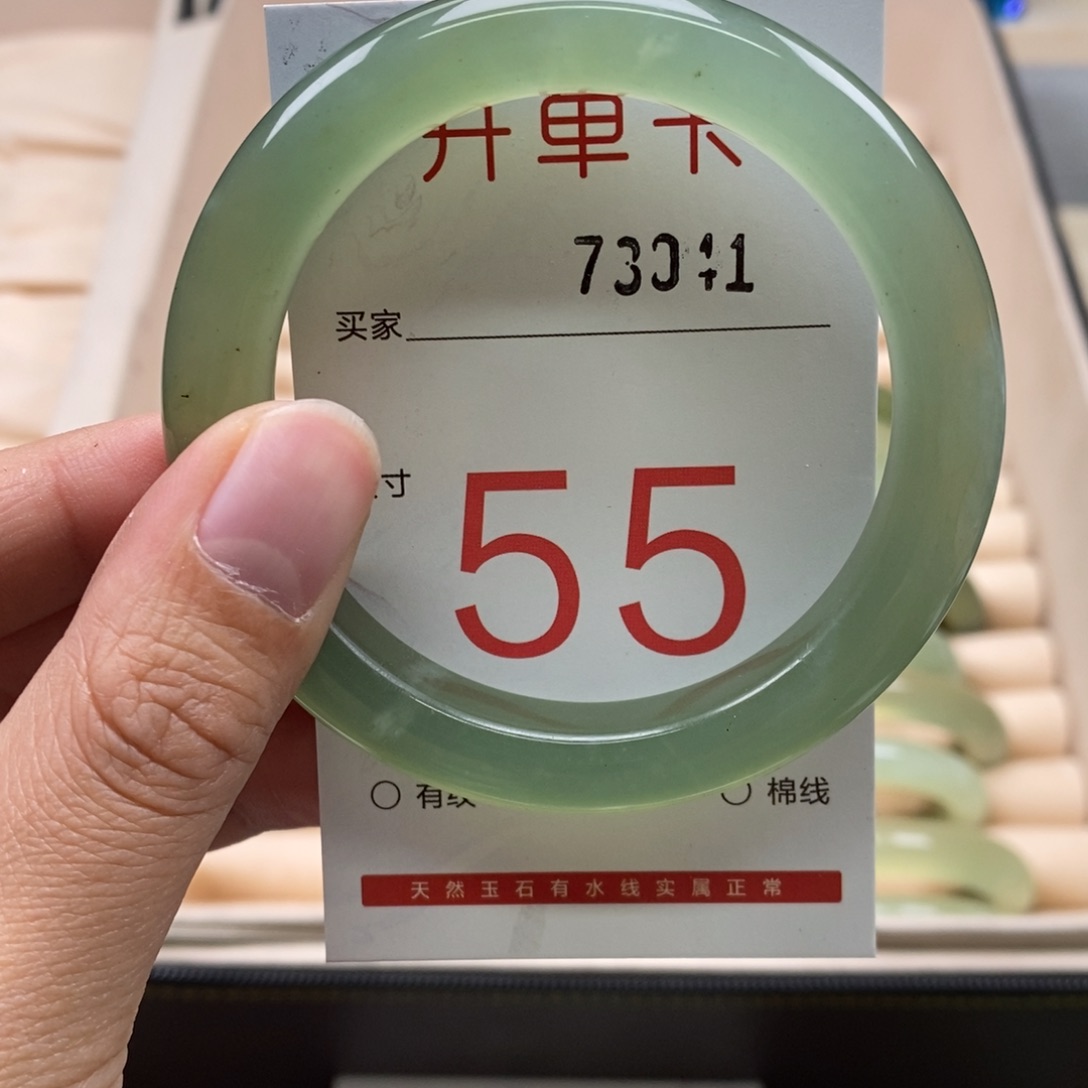 开单卡
73041
买家
寸
55
○ 有纹 ○ 棉线
天然玉石有水线实属正常